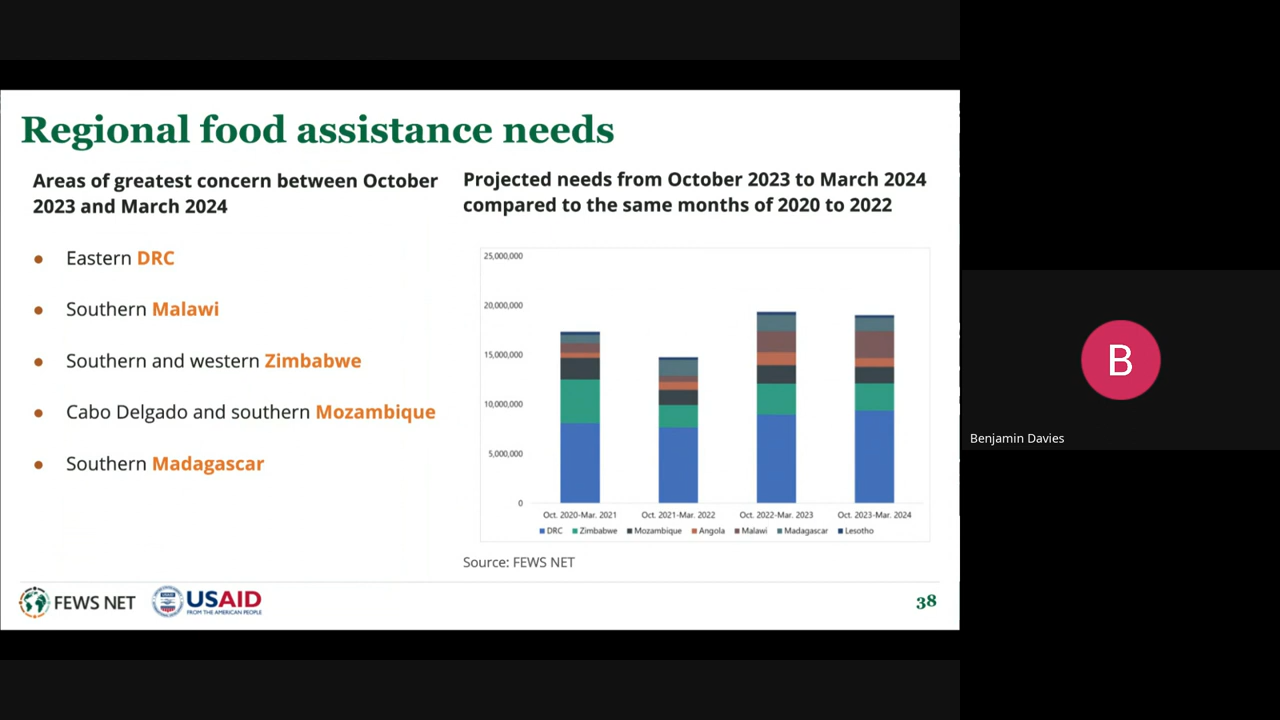 Regional food assistance needs
Areas of greatest concern between October
2023 and March 2024
• Eastern DRC
• Southern Malawi
• Southern and western Zimbabwe
• Cabo Delgado and southern Mozambique
• Southern Madagascar
Projected needs from October 2023 to March 2024
compared to the same months of 2020 to 2022
25,000,000
20,000,000
15,000,000
10,000,000
5,000,000
0
Oct. 2020-Mar. 2021 Oct. 2021-Mar. 2022 Oct. 2022-Mar. 2023 Oct. 2023-Mar. 2024
DRC Zimbabwe Mozambique Angola Malawi Madagascar Lesotho
Source: FEWS NET
FEWS NET
USAID
FROM THE AMERICAN PEOPLE
38
B
Benjamin Davies